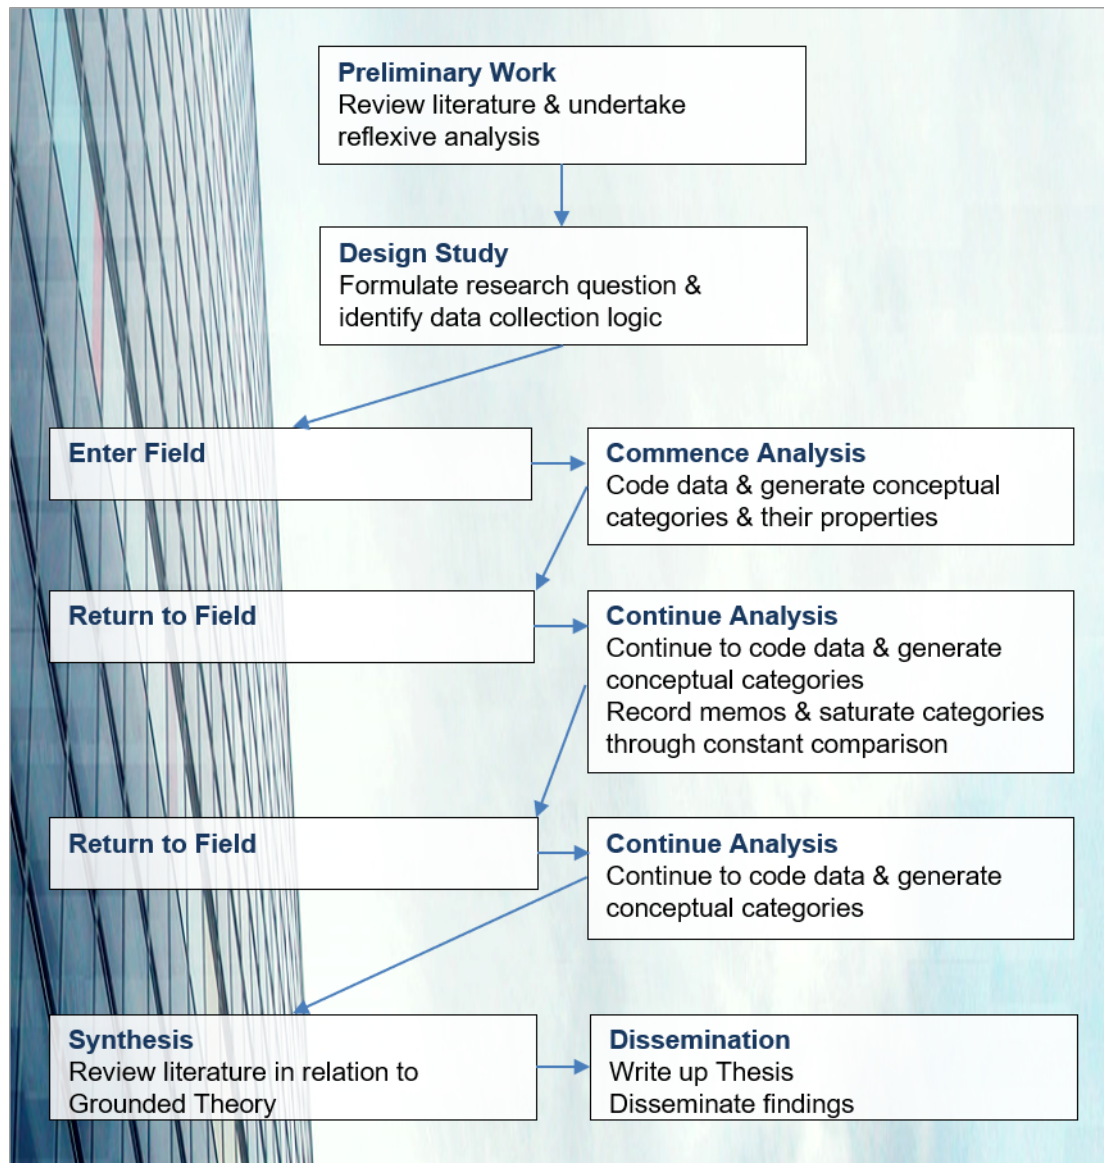 Preliminary Work
Review literature & undertake
reflexive analysis
Design Study
Formulate research question &
identify data collection logic
Enter Field
Commence Analysis
Code data & generate conceptual
categories & their properties
Return to Field
Continue Analysis
Continue to code data & generate
conceptual categories
Record memos & saturate categories
through constant comparison
Return to Field
Continue Analysis
Continue to code data & generate
conceptual categories
Synthesis
Review literature in relation to
Grounded Theory
Dissemination
Write up Thesis
Disseminate findings